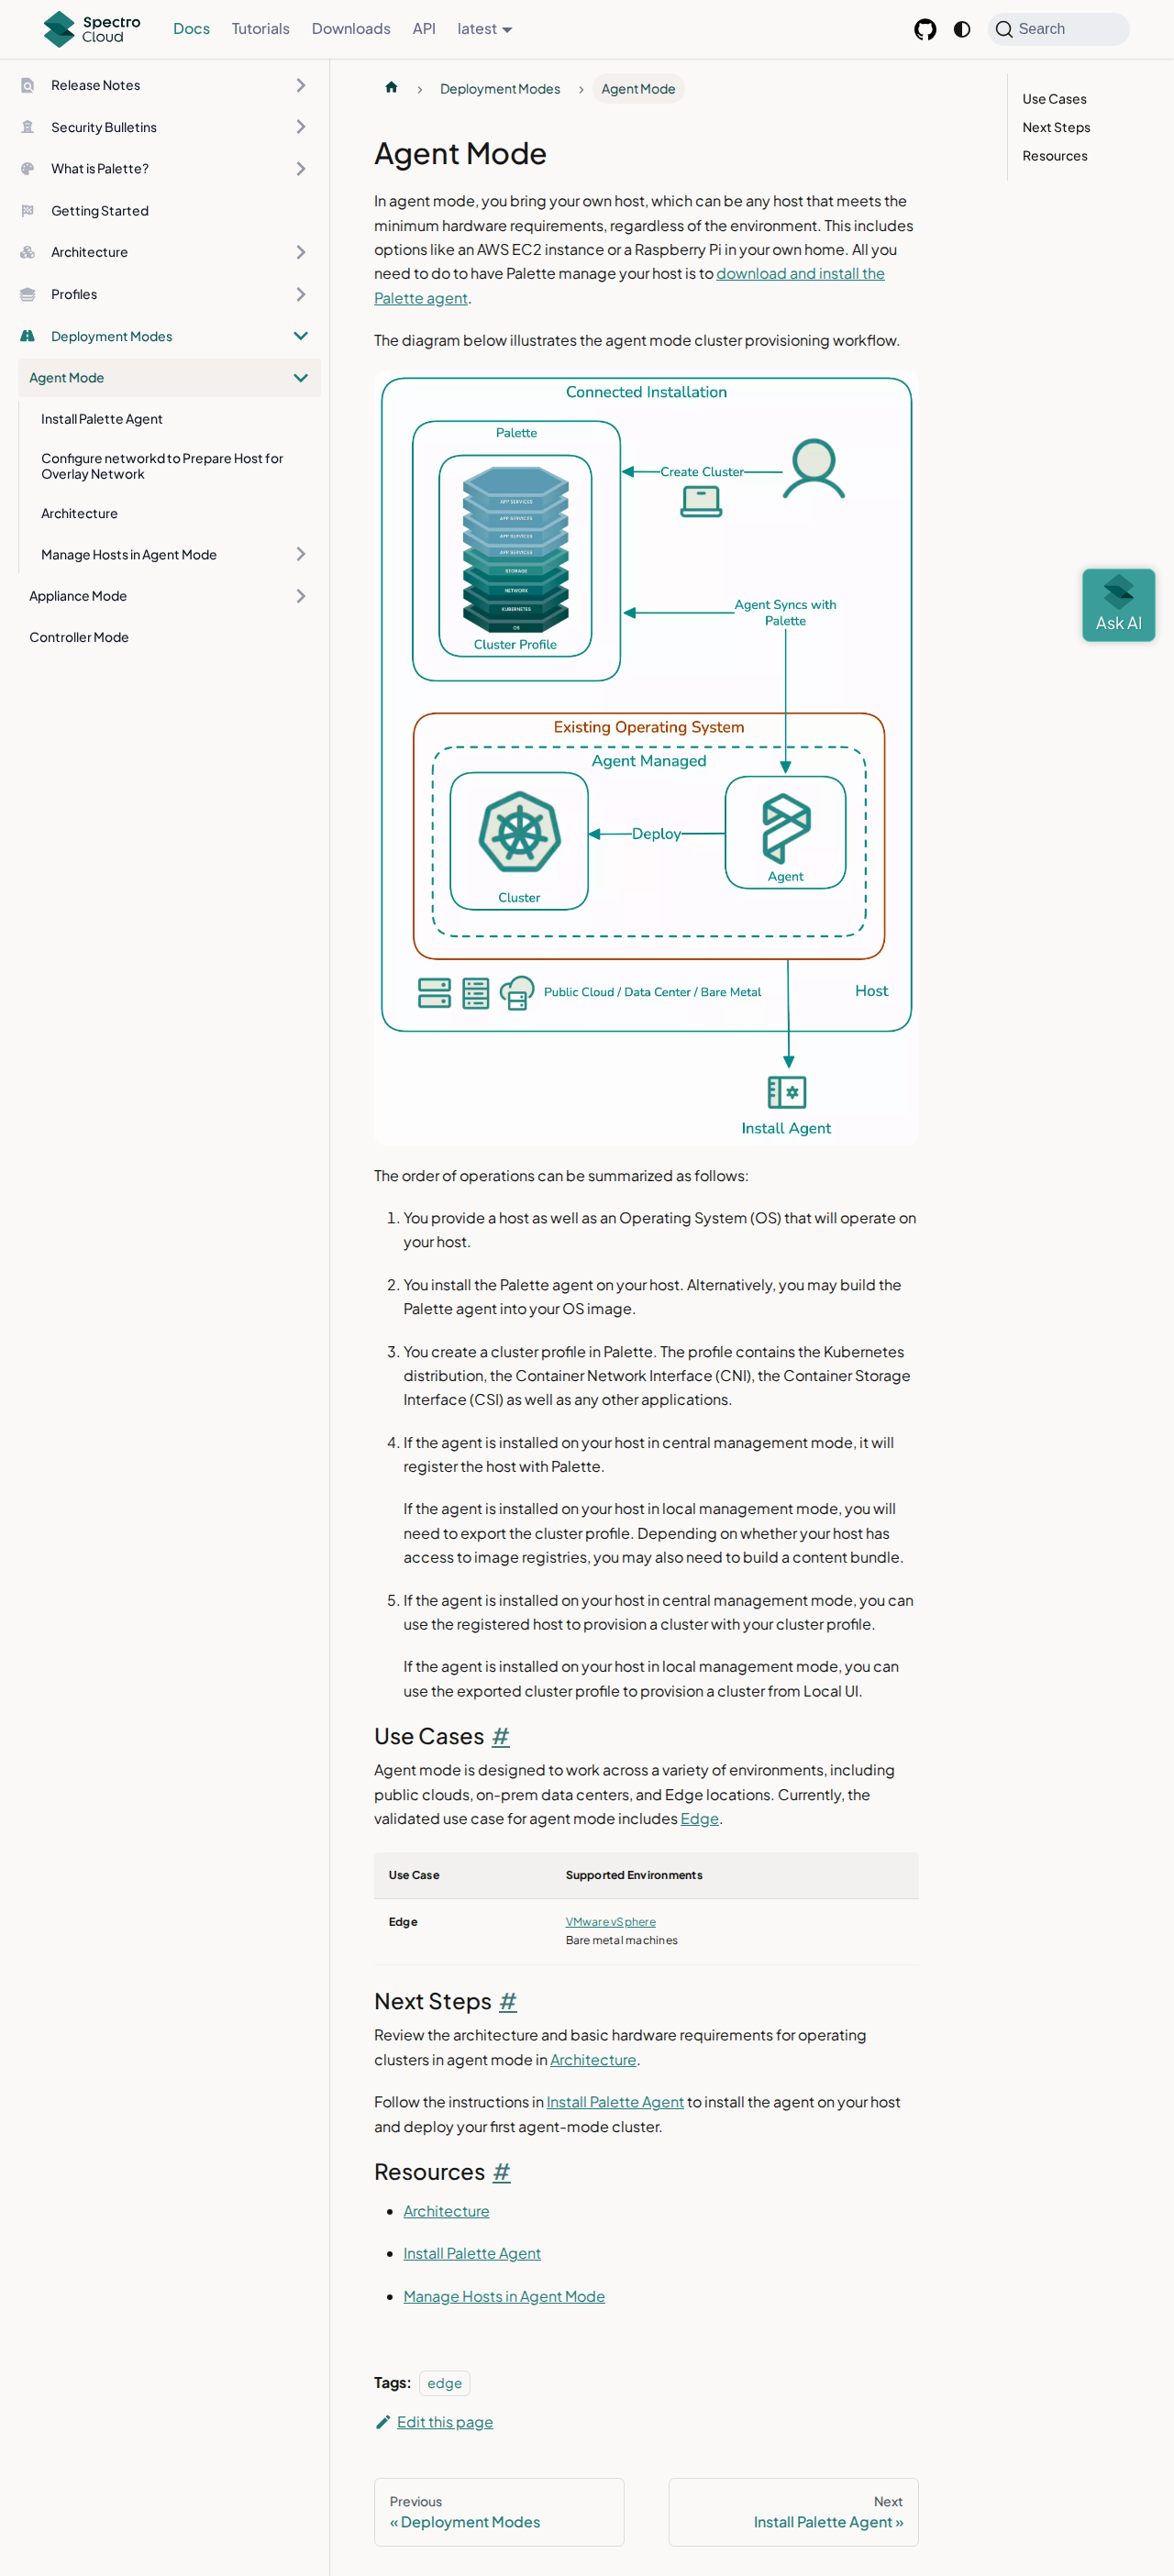 Spectro Cloud
Docs
Tutorials
Downloads
API
latest
Search
Release Notes
Security Bulletins
What is Palette?
Getting Started
Architecture
Profiles
Deployment Modes
Agent Mode
Install Palette Agent
Configure networkd to Prepare Host for
Overlay Network
Architecture
Manage Hosts in Agent Mode
Appliance Mode
Controller Mode
Deployment Modes
Agent Mode
Agent Mode
In agent mode, you bring your own host, which can be any host that meets the
minimum hardware requirements, regardless of the environment. This includes
options like an AWS EC2 instance or a Raspberry Pi in your own home. All you
need to do to have Palette manage your host is to download and install the
Palette agent.
The diagram below illustrates the agent mode cluster provisioning workflow.
Connected Installation
Palette
APP SERVICES
APP SERVICES
APP SERVICES
APP SERVICES
STORAGE
NETWORK
KUBERNETES
OS
Cluster Profile
Create Cluster
Agent Syncs with
Palette
Existing Operating System
Agent Managed
Cluster
Deploy
Agent
Public Cloud / Data Center / Bare Metal
Host
Install Agent
The order of operations can be summarized as follows:
1. You provide a host as well as an Operating System (OS) that will operate on
your host.
2. You install the Palette agent on your host. Alternatively, you may build the
Palette agent into your OS image.
3. You create a cluster profile in Palette. The profile contains the Kubernetes
distribution, the Container Network Interface (CNI), the Container Storage
Interface (CSI) as well as any other applications.
4. If the agent is installed on your host in central management mode, it will
register the host with Palette.
If the agent is installed on your host in local management mode, you will
need to export the cluster profile. Depending on whether your host has
access to image registries, you may also need to build a content bundle.
5. If the agent is installed on your host in central management mode, you can
use the registered host to provision a cluster with your cluster profile.
If the agent is installed on your host in local management mode, you can
use the exported cluster profile to provision a cluster from Local UI.
Use Cases #
Agent mode is designed to work across a variety of environments, including
public clouds, on-prem data centers, and Edge locations. Currently, the
validated use case for agent mode includes Edge.
Use Case
Supported Environments
Edge
VMware vSphere
Bare metal machines
Next Steps #
Review the architecture and basic hardware requirements for operating
clusters in agent mode in Architecture.
Follow the instructions in Install Palette Agent to install the agent on your host
and deploy your first agent-mode cluster.
Resources #
Architecture
Install Palette Agent
Manage Hosts in Agent Mode
Tags: edge
Edit this page
Previous
« Deployment Modes
Next
Install Palette Agent »
Use Cases
Next Steps
Resources
Ask AI